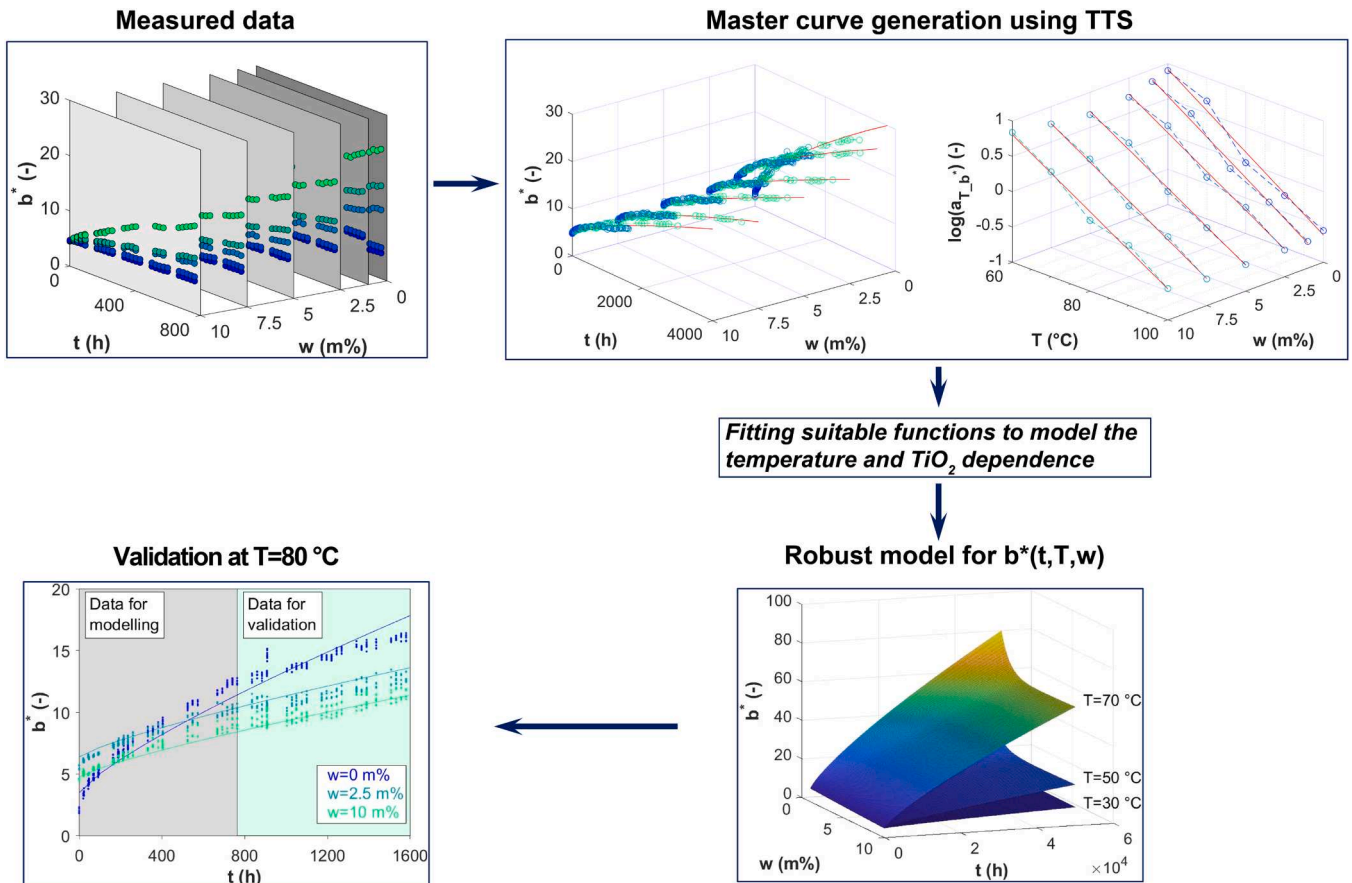 Measured data
30
20
10
0
b* (-)
0
400
800
t (h)
10
7.5
5
2.5
0
w (m%)
Master curve generation using TTS
30
20
10
0
b* (-)
0
2000
4000
t (h)
10
7.5
5
2.5
0
w (m%)
1
0.5
0
-0.5
-1
log(a_{T_b*}) (-)
60
80
100
T (°C)
10
7.5
5
2.5
0
w (m%)
Fitting suitable functions to model the
temperature and TiO₂ dependence
Validation at T=80 °C
20
15
10
5
0
b* (-)
Data for
modelling
Data for
validation
w=0 m%
w=2.5 m%
w=10 m%
0
400
800
1200
1600
t (h)
Robust model for b*(t,T,w)
100
80
60
40
20
0
b* (-)
T=70 °C
T=50 °C
T=30 °C
0
5
10
w (m%)
0
2
4
6
×10⁴
t (h)